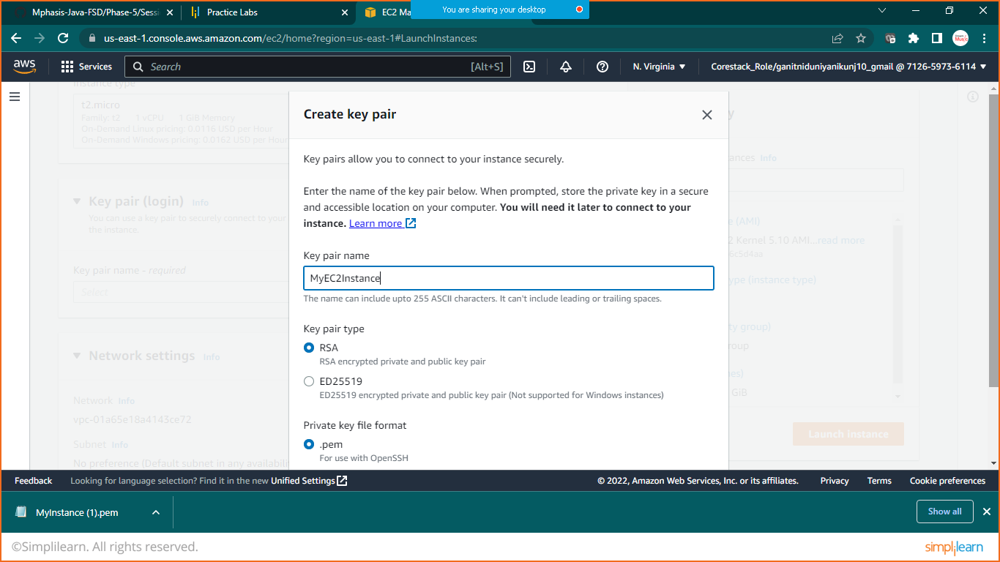 Mphasis-Java-FSD/Phase-5/Sessi
Practice Labs
EC2 Ma
You are sharing your desktop
us-east-1.console.aws.amazon.com/ec2/home?region=us-east-1#LaunchInstances:
aws
Services
Search
[Alt+S]
N. Virginia
Corestack_Role/ganitniduniyanikunj10_gmail @ 7126-5973-6114
Instance type
t2.micro
Family: t2 1 vCPU 1 GiB Memory
On-Demand Linux pricing: 0.0116 USD per Hour
On-Demand Windows pricing: 0.0162 USD per Hour
Key pair (login) Info
You can use a key pair to securely connect to your
the instance.
Key pair name - required
Select
Network settings Info
Network Info
vpc-01a65e18a4143ce72
Subnet Info
No preference (Default subnet in any availabili
Create key pair
Key pairs allow you to connect to your instance securely.
Enter the name of the key pair below. When prompted, store the private key in a secure
and accessible location on your computer. You will need it later to connect to your
instance. Learn more
Key pair name
MyEC2Instance
The name can include upto 255 ASCII characters. It can't include leading or trailing spaces.
Key pair type
RSA
RSA encrypted private and public key pair
ED25519
ED25519 encrypted private and public key pair (Not supported for Windows instances)
Private key file format
.pem
For use with OpenSSH
y
ances Info
e (AMI)
2 Kernel 5.10 AMI...read more
6c5d4aa
ype (instance type)
ty group)
roup
es)
GiB
Launch instance
Feedback
Looking for language selection? Find it in the new Unified Settings
© 2022, Amazon Web Services, Inc. or its affiliates.
Privacy
Terms
Cookie preferences
MyInstance (1).pem
Show all
©Simplilearn. All rights reserved.
simplilearn